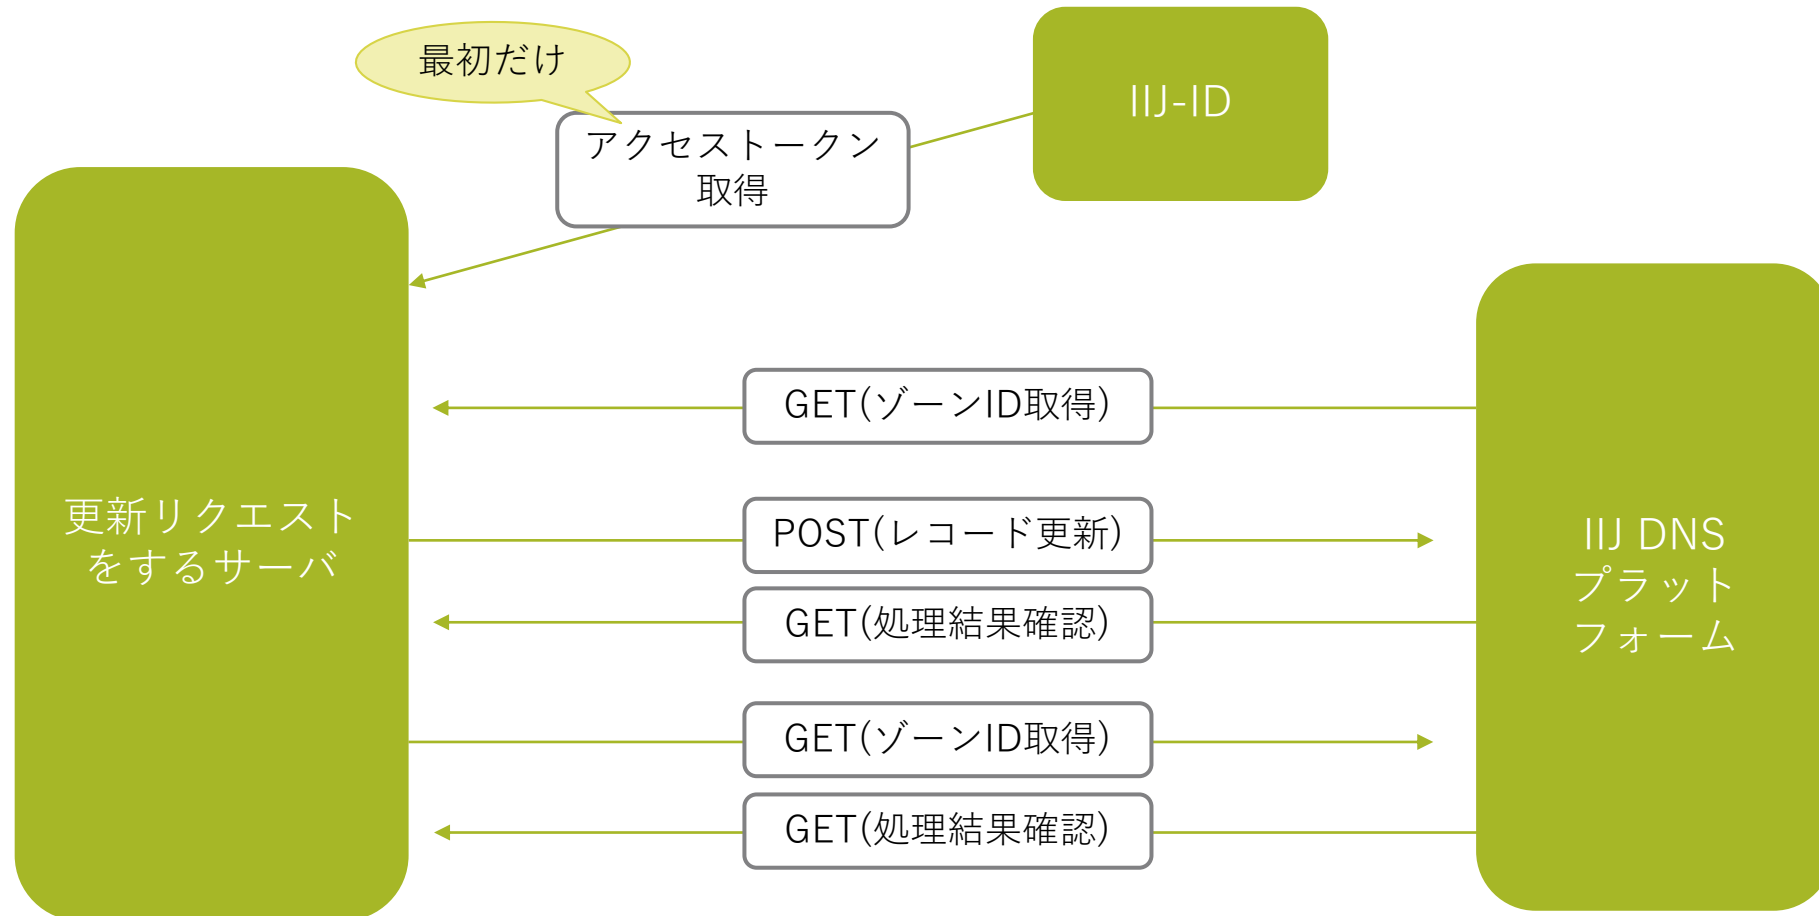 最初だけ
IIJ-ID
アクセストークン
取得
GET(ゾーンID取得)
更新リクエスト
をするサーバ
POST(レコード更新)
IIJ DNS
プラット
フォーム
GET(処理結果確認)
GET(ゾーンID取得)
GET(処理結果確認)